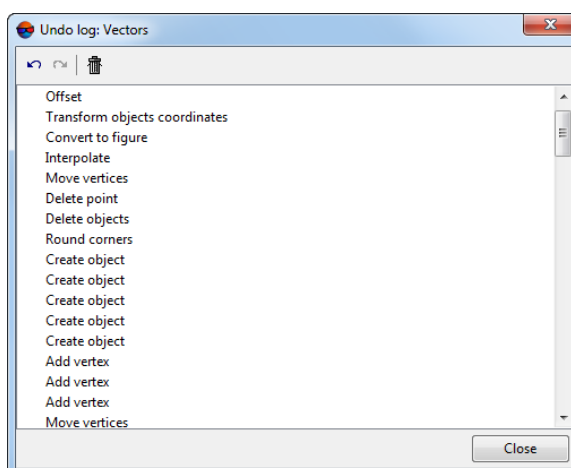 Undo log: Vectors
Offset
Transform objects coordinates
Convert to figure
Interpolate
Move vertices
Delete point
Delete objects
Round corners
Create object
Create object
Create object
Create object
Create object
Add vertex
Add vertex
Add vertex
Move vertices
Close